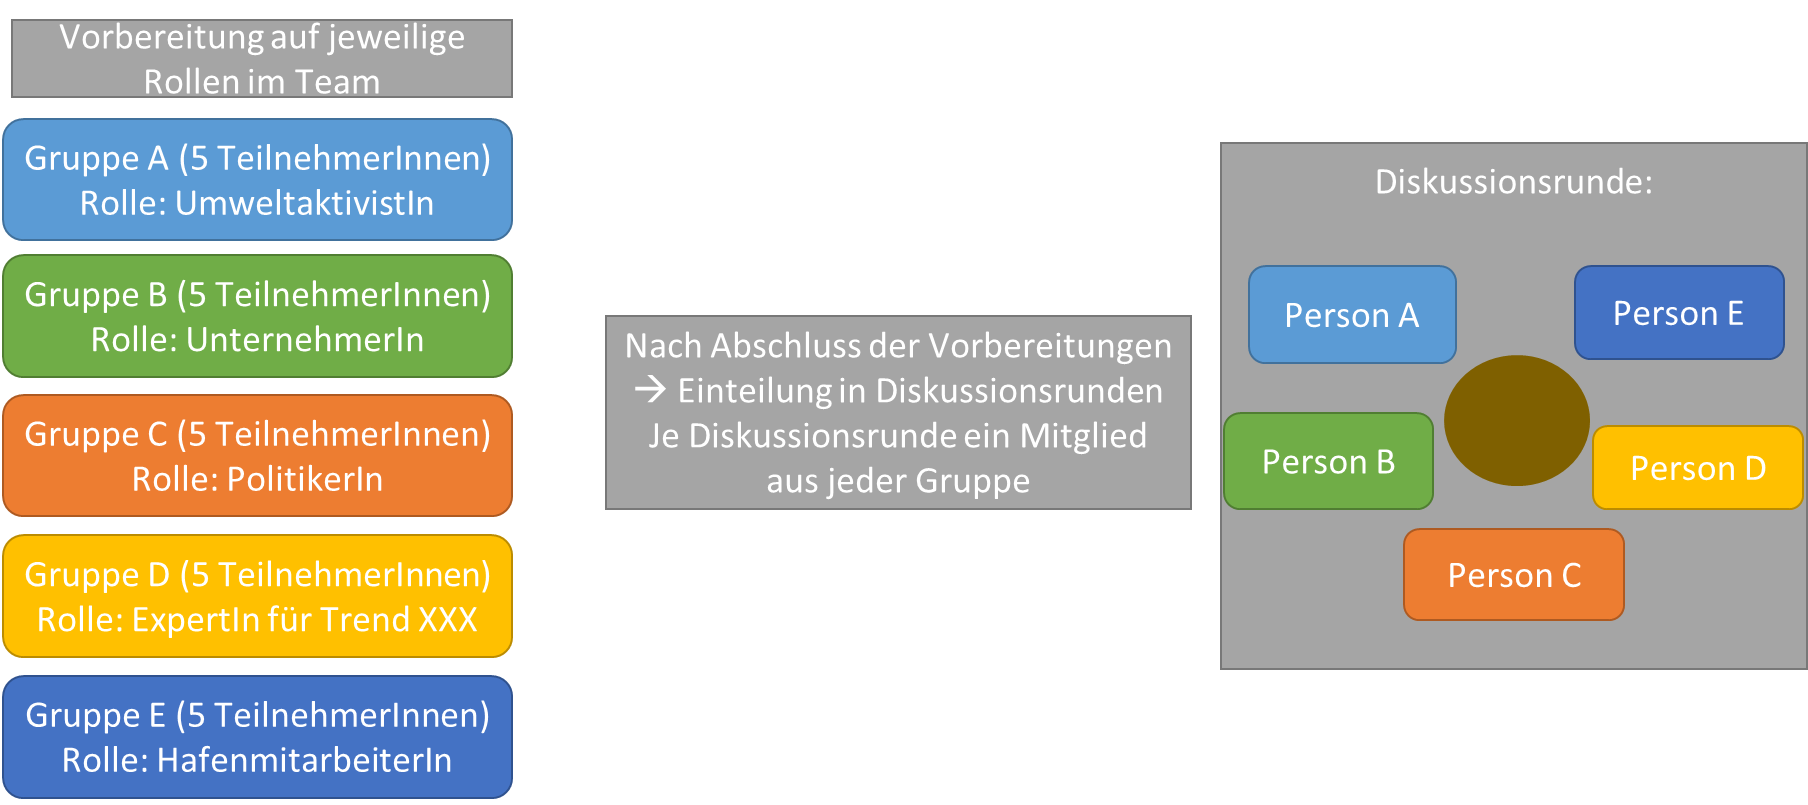 Vorbereitung auf jeweilige
Rollen im Team
Gruppe A (5 TeilnehmerInnen)
Rolle: UmweltaktivistIn
Gruppe B (5 TeilnehmerInnen)
Rolle: UnternehmerIn
Gruppe C (5 TeilnehmerInnen)
Rolle: PolitikerIn
Gruppe D (5 TeilnehmerInnen)
Rolle: ExpertIn für Trend XXX
Gruppe E (5 TeilnehmerInnen)
Rolle: HafenmitarbeiterIn
Nach Abschluss der Vorbereitungen
→ Einteilung in Diskussionsrunden
Je Diskussionsrunde ein Mitglied
aus jeder Gruppe
Diskussionsrunde:
Person A
Person E
Person B
Person D
Person C